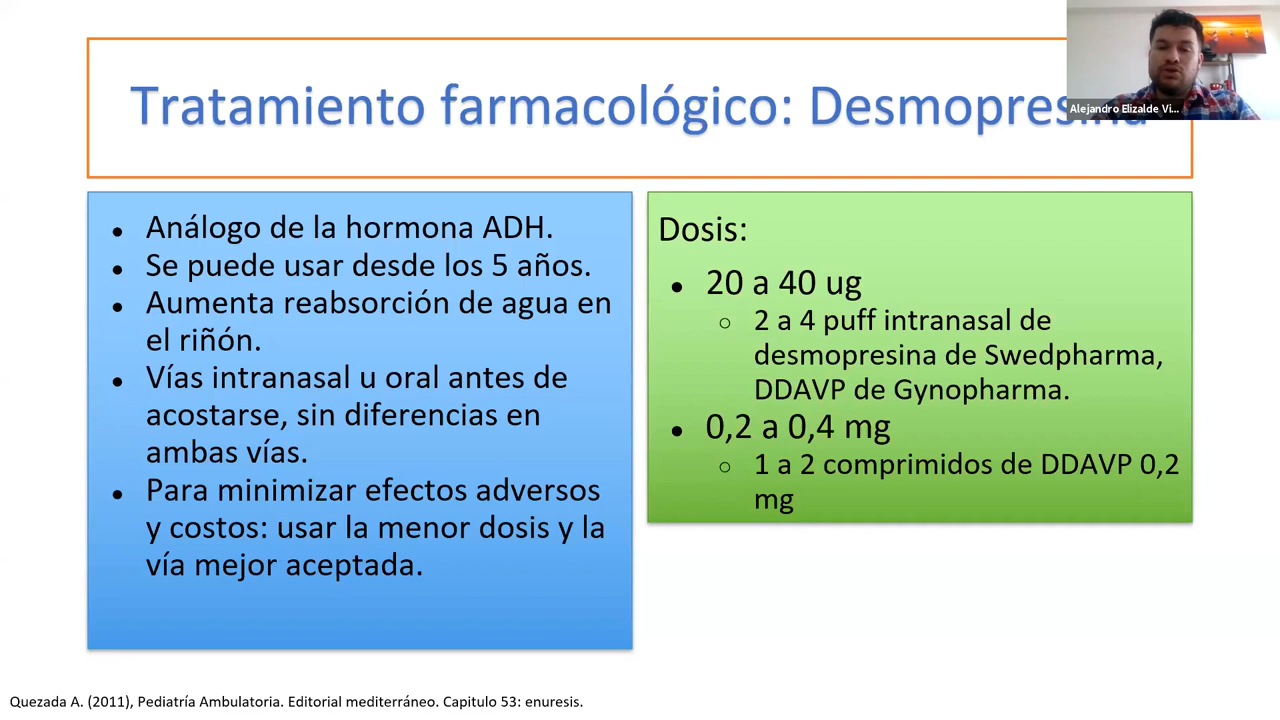 Tratamiento farmacológico: Desmopresina
Alejandro Elizalde Vi...
● Análogo de la hormona ADH.
● Se puede usar desde los 5 años.
● Aumenta reabsorción de agua en
el riñón.
● Vías intranasal u oral antes de
acostarse, sin diferencias en
ambas vías.
● Para minimizar efectos adversos
y costos: usar la menor dosis y la
vía mejor aceptada.
Dosis:
● 20 a 40 ug
○ 2 a 4 puff intranasal de
desmopresina de Swedpharma,
DDAVP de Gynopharma.
● 0,2 a 0,4 mg
○ 1 a 2 comprimidos de DDAVP 0,2
mg
Quezada A. (2011), Pediatría Ambulatoria. Editorial mediterráneo. Capitulo 53: enuresis.